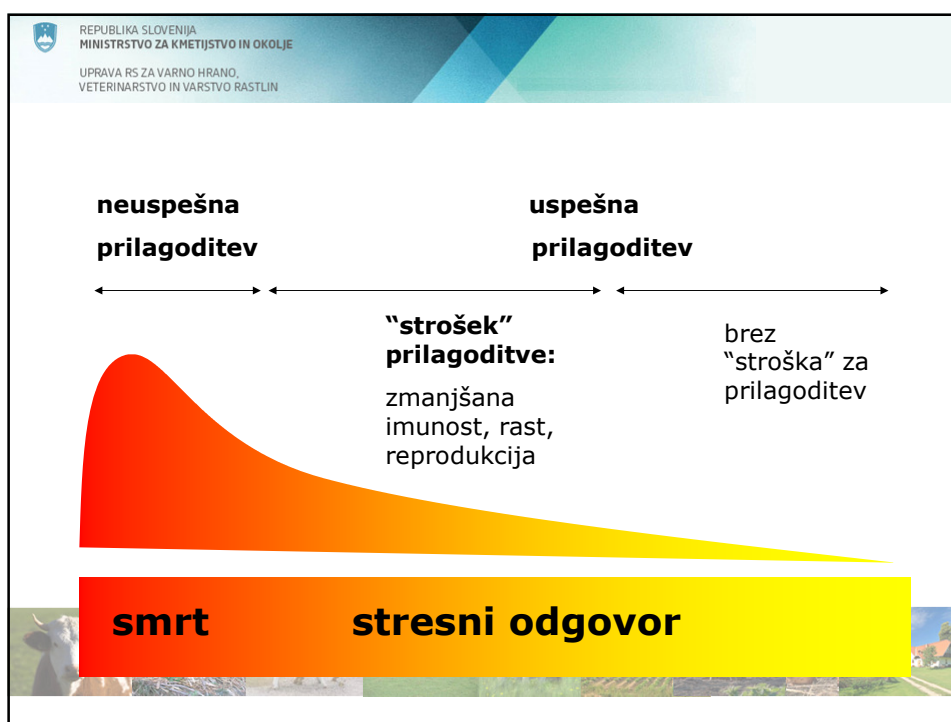 REPUBLIKA SLOVENIJA
MINISTRSTVO ZA KMETIJSTVO IN OKOLJE
UPRAVA RS ZA VARNO HRANO,
VETERINARSTVO IN VARSTVO RASTLIN
neuspešna
prilagoditev
uspešna
prilagoditev
“strošek”
prilagoditve:
zmanjšana
imunost, rast,
reprodukcija
brez
“stroška” za
prilagoditev
smrt
stresni odgovor